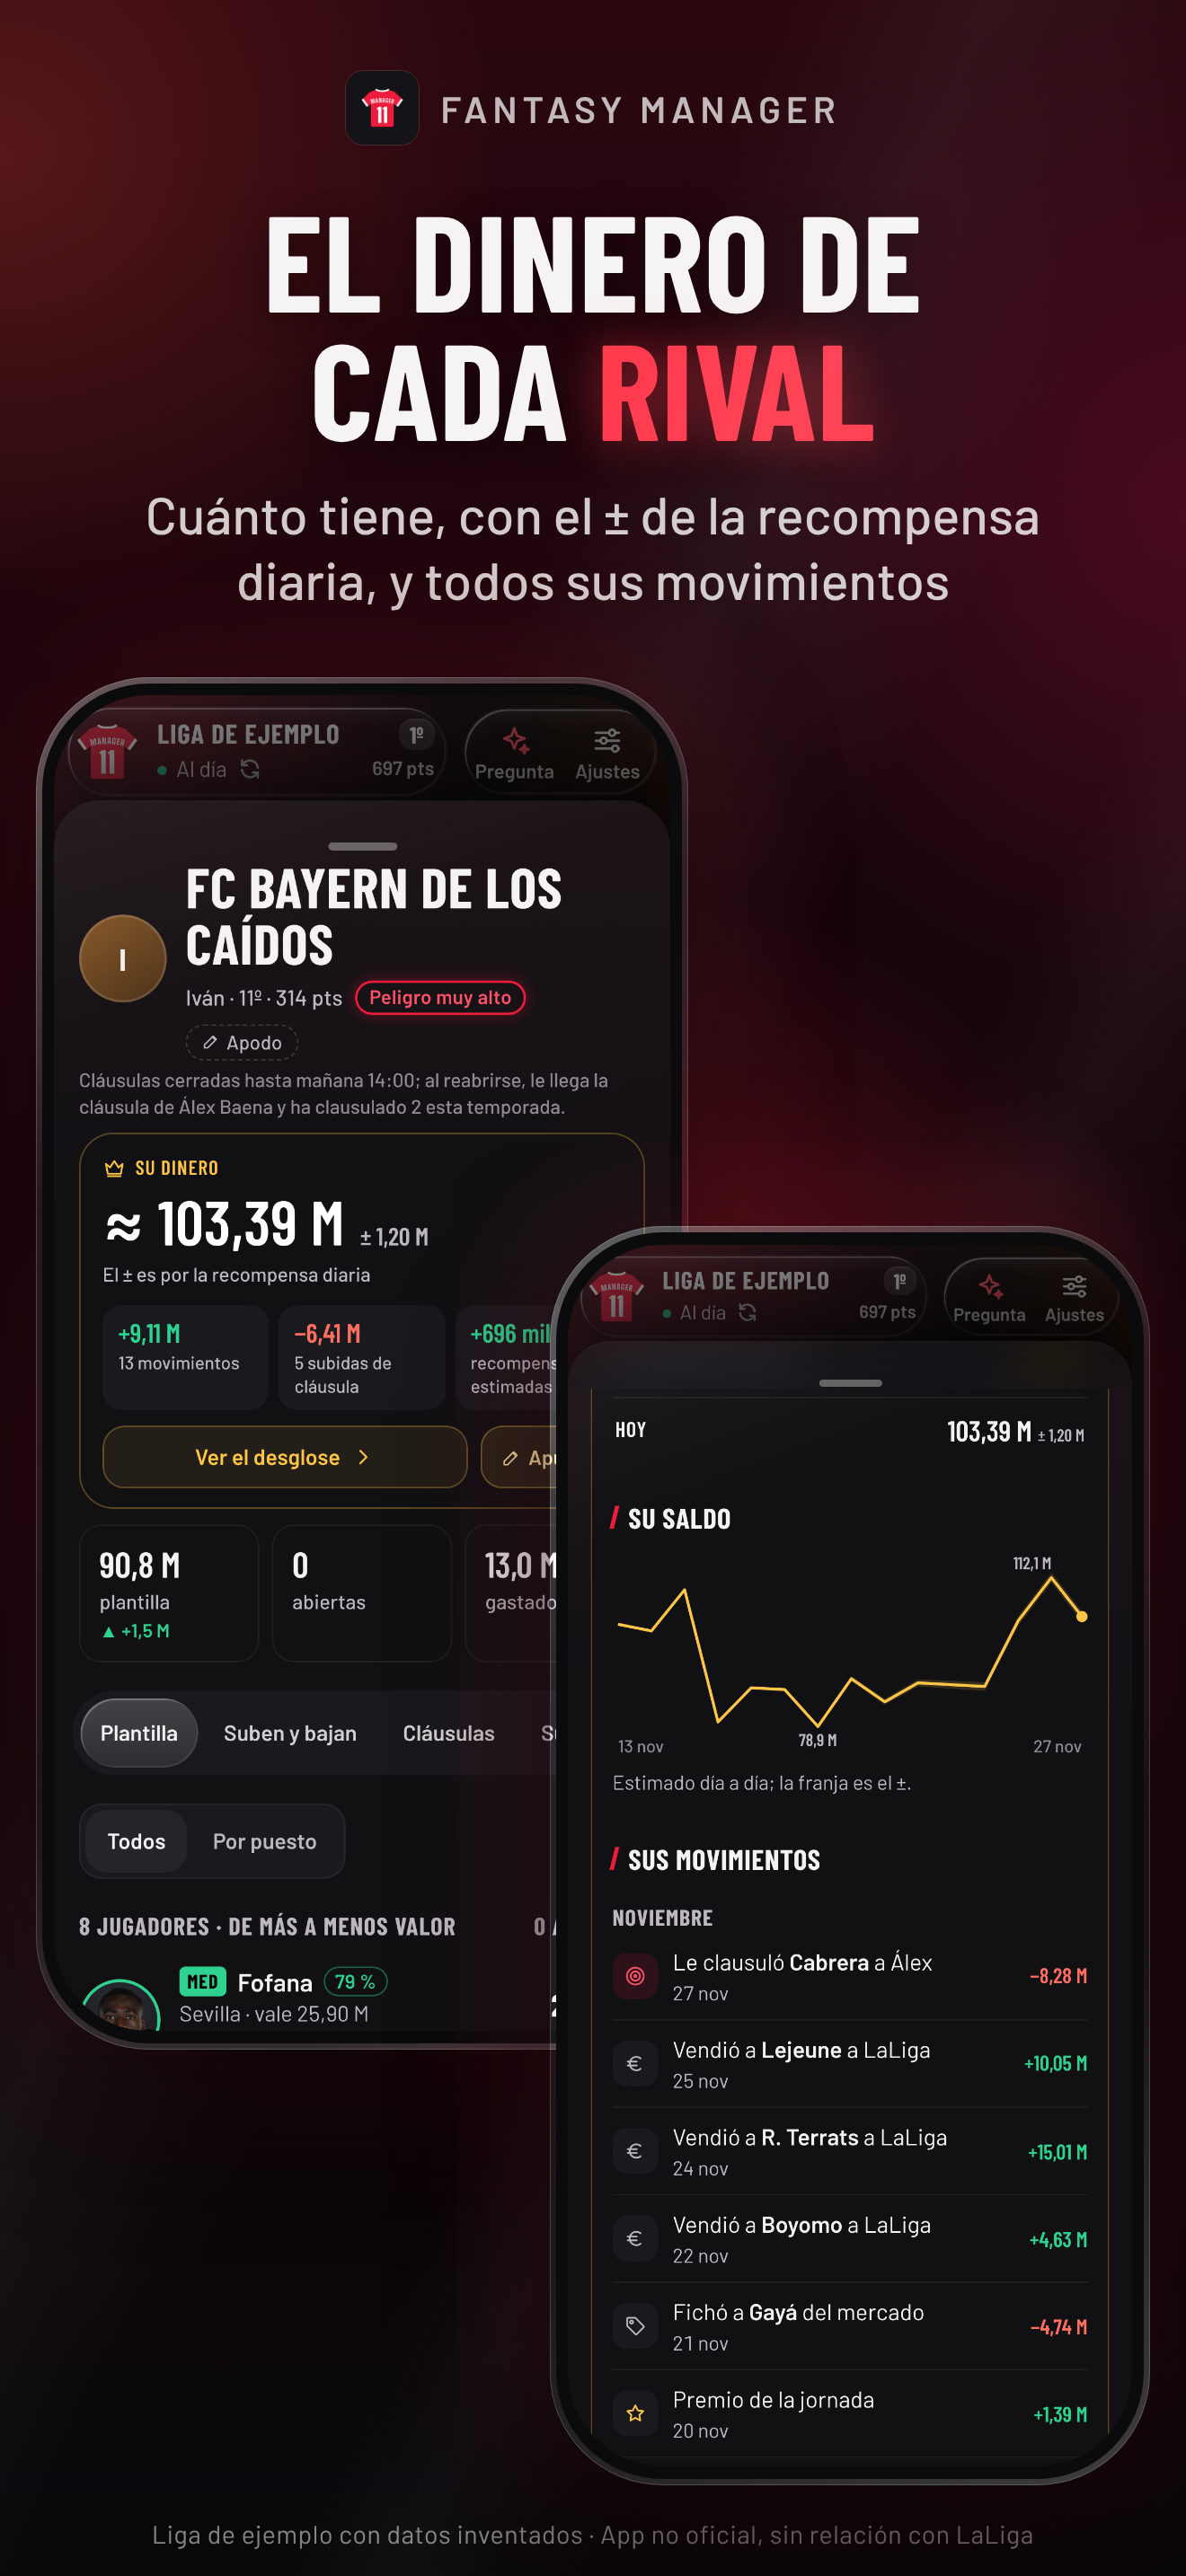 MANAGER
11
FANTASY MANAGER
EL DINERO DE
CADA RIVAL
Cuánto tiene, con el ± de la recompensa
diaria, y todos sus movimientos
MANAGER
11
LIGA DE EJEMPLO
1º
Al día
697 pts
Pregunta
Ajustes
FC BAYERN DE LOS
CAÍDOS
I
Iván · 11º · 314 pts
Peligro muy alto
Apodo
Cláusulas cerradas hasta mañana 14:00; al reabrirse, le llega la
cláusula de Álex Baena y ha clausulado 2 esta temporada.
SU DINERO
≈ 103,39 M ± 1,20 M
El ± es por la recompensa diaria
+9,11 M
13 movimientos
−6,41 M
5 subidas de
cláusula
+696 mil
estimadas
Ver el desglose
90,8 M
plantilla
▲ +1,5 M
0
abiertas
13,0 M
Plantilla
Suben y bajan
Cláusulas
Todos
Por puesto
8 JUGADORES · DE MÁS A MENOS VALOR
0
MED Fofana 79 %
Sevilla · vale 25,90 M
MANAGER
11
LIGA DE EJEMPLO
1º
Al día
697 pts
Pregunta
Ajustes
HOY
103,39 M ± 1,20 M
/ SU SALDO
112,1 M
78,9 M
13 nov
27 nov
Estimado día a día; la franja es el ±.
/ SUS MOVIMIENTOS
NOVIEMBRE
Le clausuló Cabrera a Álex
27 nov
−8,28 M
Vendió a Lejeune a LaLiga
25 nov
+10,05 M
Vendió a R. Terrats a LaLiga
24 nov
+15,01 M
Vendió a Boyomo a LaLiga
22 nov
+4,63 M
Fichó a Gayá del mercado
21 nov
−4,74 M
Premio de la jornada
20 nov
+1,39 M
Liga de ejemplo con datos inventados · App no oficial, sin relación con LaLiga